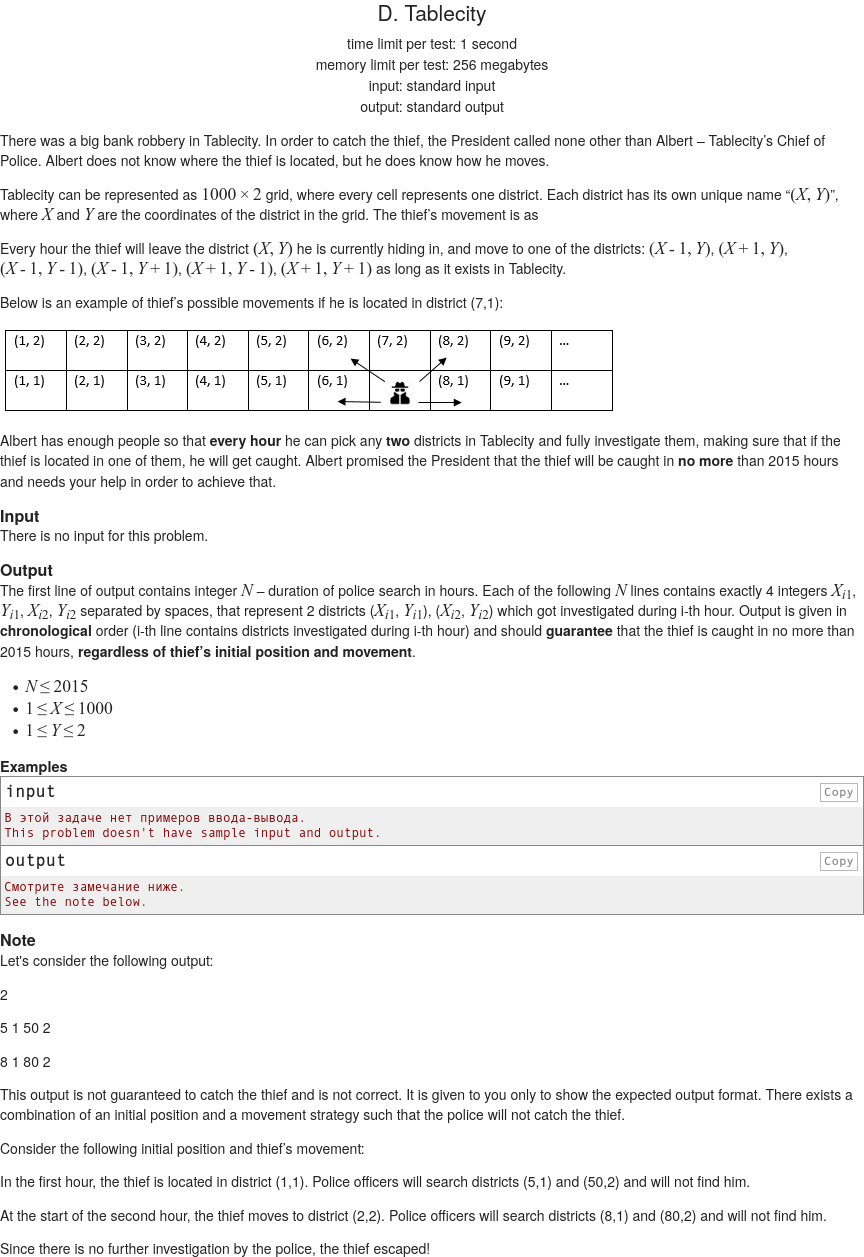 D. Tablecity
time limit per test: 1 second
memory limit per test: 256 megabytes
input: standard input
output: standard output
There was a big bank robbery in Tablecity. In order to catch the thief, the President called none other than Albert – Tablecity's Chief of
Police. Albert does not know where the thief is located, but he does know how he moves.
Tablecity can be represented as 1000 × 2 grid, where every cell represents one district. Each district has its own unique name “(X, Y)”,
where X and Y are the coordinates of the district in the grid. The thief's movement is as
Every hour the thief will leave the district (X, Y) he is currently hiding in, and move to one of the districts: (X - 1, Y), (X + 1, Y),
(X - 1, Y - 1), (X - 1, Y + 1), (X + 1, Y - 1), (X + 1, Y + 1) as long as it exists in Tablecity.
Below is an example of thief's possible movements if he is located in district (7,1):
(1, 2) (2, 2) (3, 2) (4, 2) (5, 2) (6, 2) (7, 2) (8, 2) (9, 2) ...
(1, 1) (2, 1) (3, 1) (4, 1) (5, 1) (6, 1) (8, 1) (9, 1) ...
Albert has enough people so that every hour he can pick any two districts in Tablecity and fully investigate them, making sure that if the
thief is located in one of them, he will get caught. Albert promised the President that the thief will be caught in no more than 2015 hours
and needs your help in order to achieve that.
Input
There is no input for this problem.
Output
The first line of output contains integer N – duration of police search in hours. Each of the following N lines contains exactly 4 integers Xi1,
Yi1, Xi2, Yi2 separated by spaces, that represent 2 districts (Xi1, Yi1), (Xi2, Yi2) which got investigated during i-th hour. Output is given in
chronological order (i-th line contains districts investigated during i-th hour) and should guarantee that the thief is caught in no more than
2015 hours, regardless of thief's initial position and movement.
• N ≤ 2015
• 1 ≤ X ≤ 1000
• 1 ≤ Y ≤ 2
Examples
input Copy
В этой задаче нет примеров ввода-вывода.
This problem doesn't have sample input and output.
output Copy
Смотрите замечание ниже.
See the note below.
Note
Let's consider the following output:
2
5 1 50 2
8 1 80 2
This output is not guaranteed to catch the thief and is not correct. It is given to you only to show the expected output format. There exists a
combination of an initial position and a movement strategy such that the police will not catch the thief.
Consider the following initial position and thief's movement:
In the first hour, the thief is located in district (1,1). Police officers will search districts (5,1) and (50,2) and will not find him.
At the start of the second hour, the thief moves to district (2,2). Police officers will search districts (8,1) and (80,2) and will not find him.
Since there is no further investigation by the police, the thief escaped!